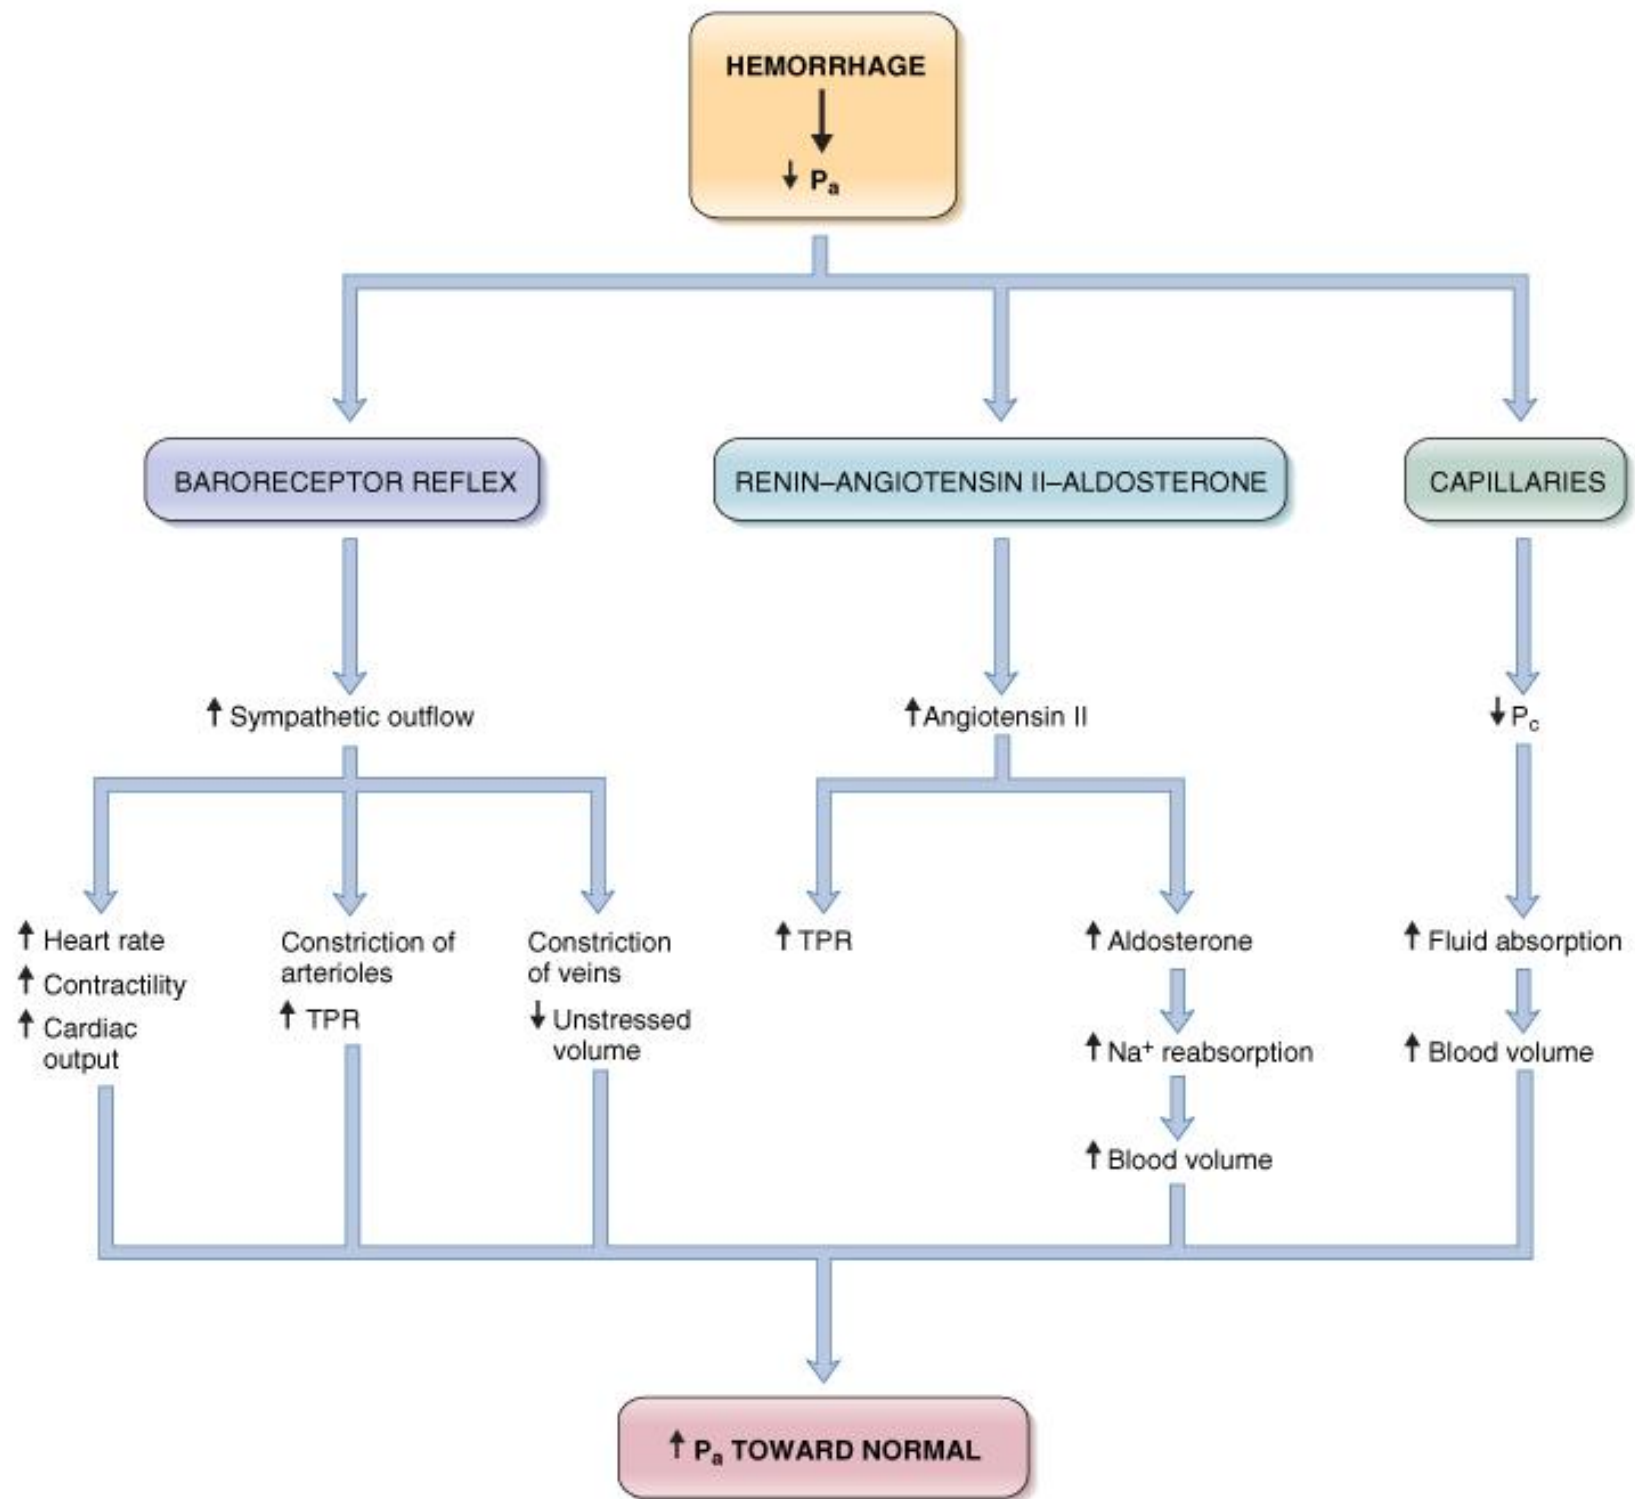 HEMORRHAGE
↓
↓ Pₐ
BARORECEPTOR REFLEX
RENIN–ANGIOTENSIN II–ALDOSTERONE
CAPILLARIES
↑ Sympathetic outflow
↑ Angiotensin II
↓ P꜀
↑ Heart rate
↑ Contractility
↑ Cardiac
output
Constriction of
arterioles
↑ TPR
Constriction
of veins
↓ Unstressed
volume
↑ TPR
↑ Aldosterone
↑ Na⁺ reabsorption
↑ Blood volume
↑ Fluid absorption
↑ Blood volume
↑ Pₐ TOWARD NORMAL